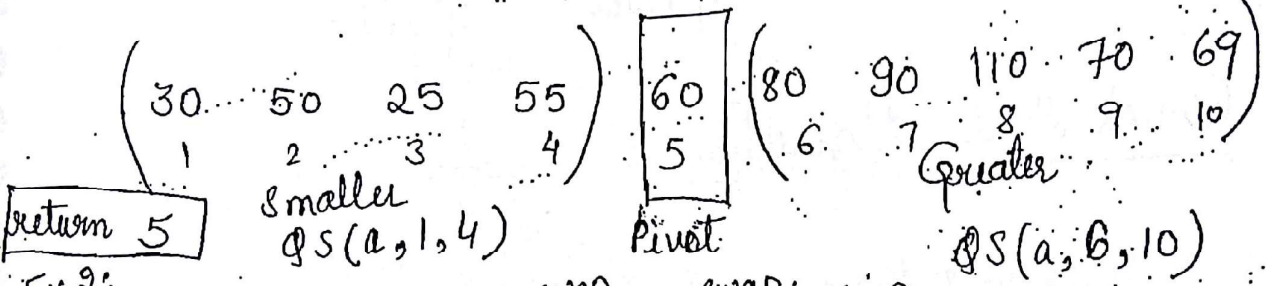 (30 50 25 55) 60 (80 90 110 70 69)
1 2 3 4 5 6 7 8 9 10
return 5 Smaller Pivot Greater
QS(a,1,4) QS(a,6,10)